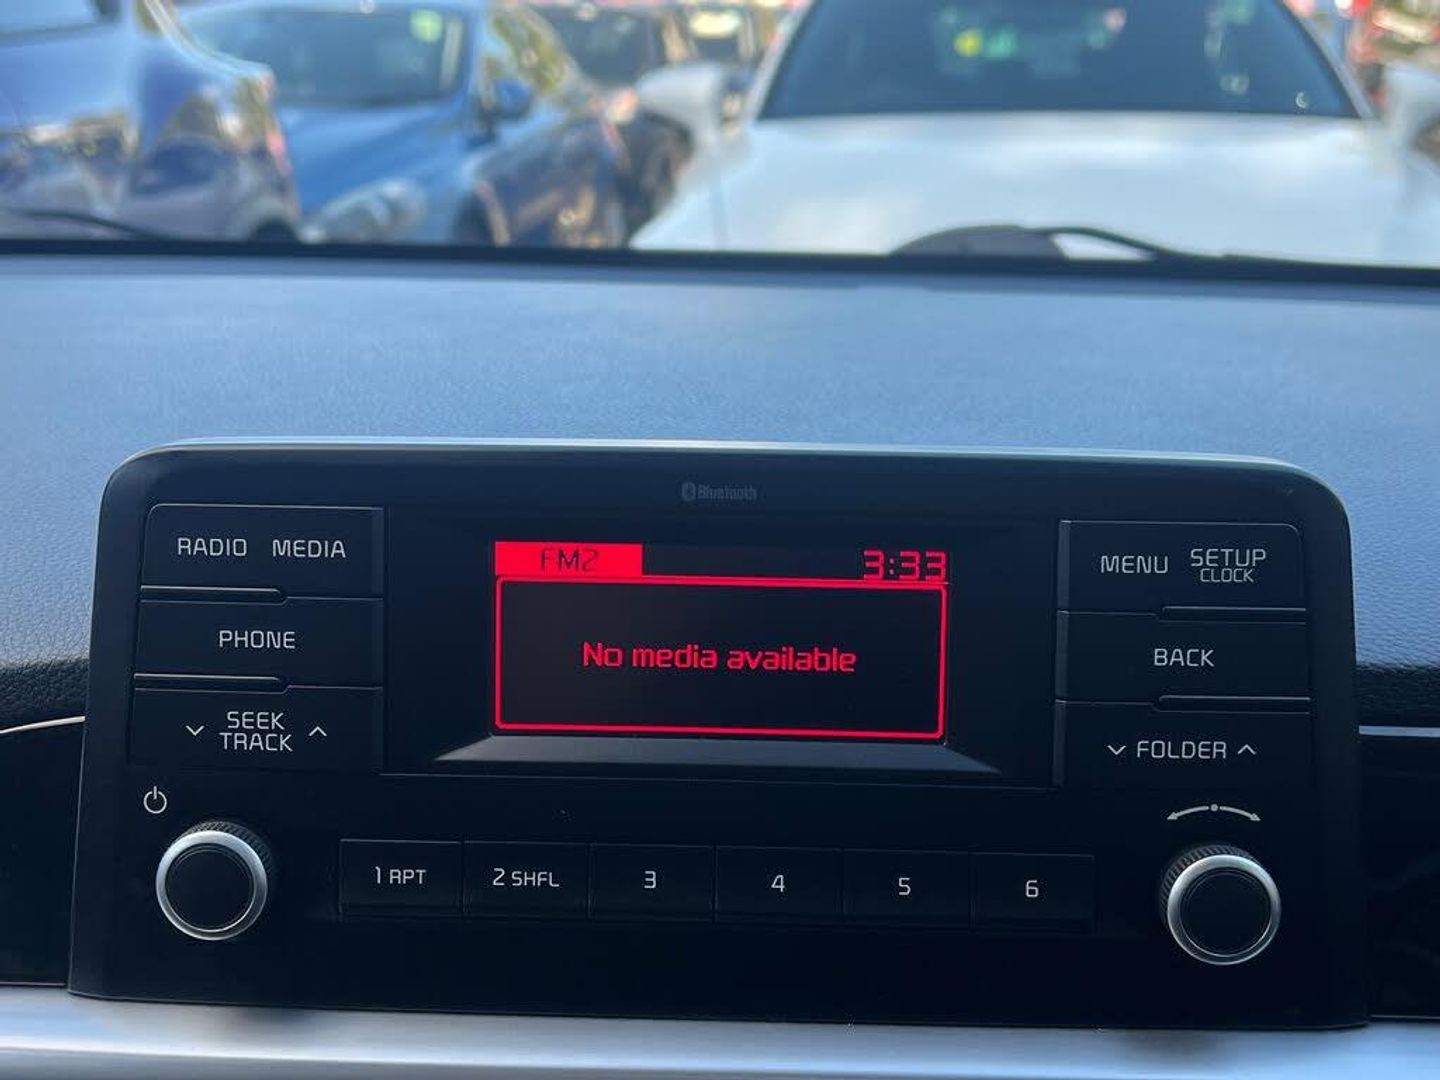 Bluetooth
RADIO MEDIA
FM2 3:33
MENU SETUP
CLOCK
PHONE
No media available
BACK
SEEK
TRACK
FOLDER
1 RPT 2 SHFL 3 4 5 6